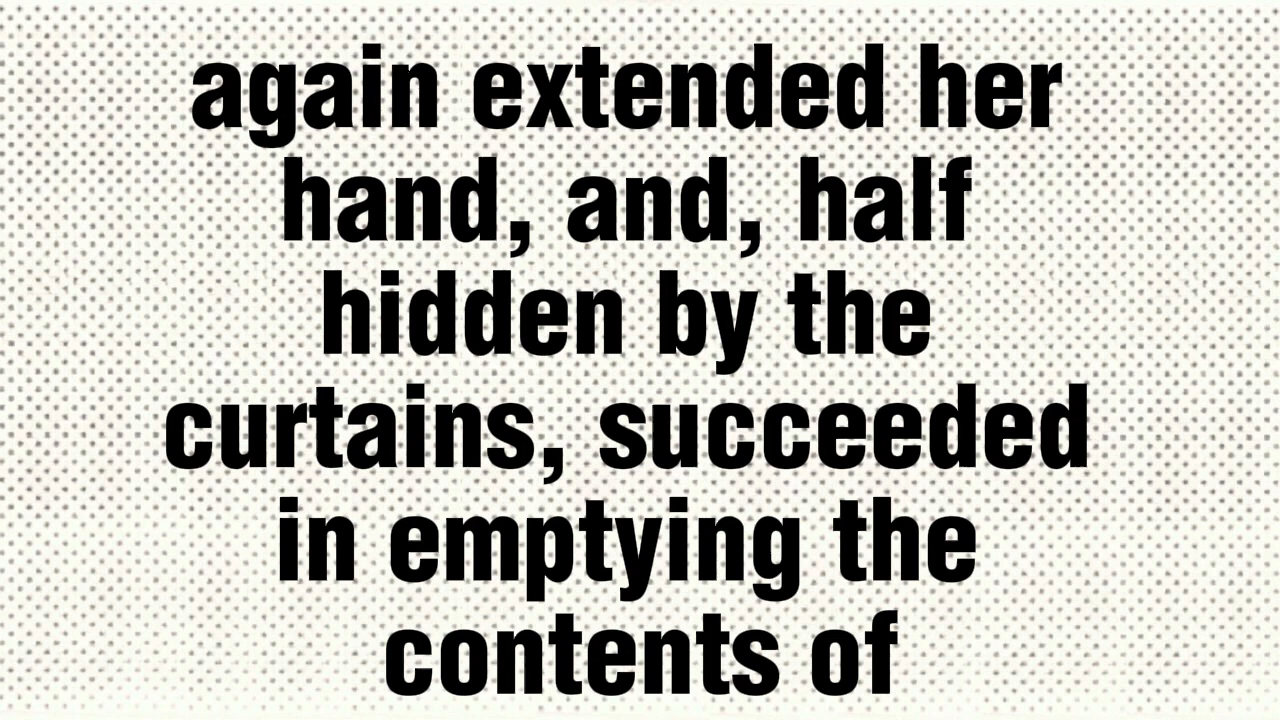 again extended her
hand, and, half
hidden by the
curtains, succeeded
in emptying the
contents of